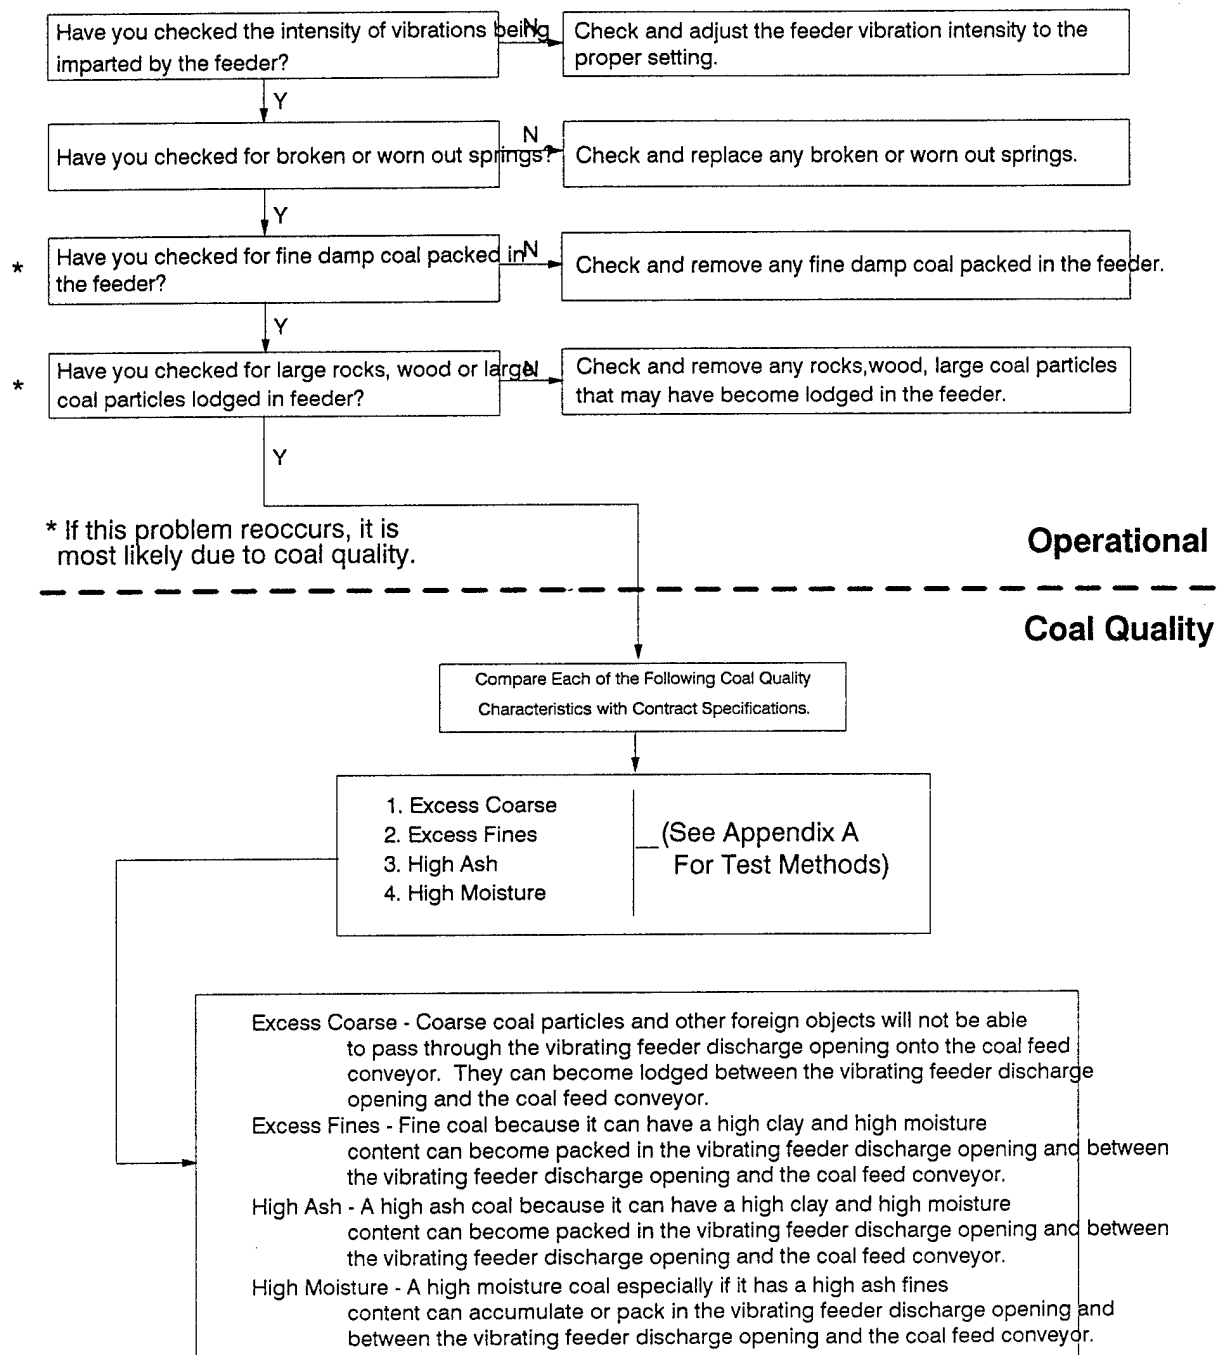 Have you checked the intensity of vibrations being
imparted by the feeder?
N
Check and adjust the feeder vibration intensity to the
proper setting.
Y
Have you checked for broken or worn out springs?
N
Check and replace any broken or worn out springs.
Y
*
Have you checked for fine damp coal packed in
the feeder?
N
Check and remove any fine damp coal packed in the feeder.
Y
*
Have you checked for large rocks, wood or large
coal particles lodged in feeder?
N
Check and remove any rocks,wood, large coal particles
that may have become lodged in the feeder.
Y
* If this problem reoccurs, it is
most likely due to coal quality.
Operational
Coal Quality
Compare Each of the Following Coal Quality
Characteristics with Contract Specifications.
1. Excess Coarse
2. Excess Fines
3. High Ash
4. High Moisture
(See Appendix A
For Test Methods)
Excess Coarse - Coarse coal particles and other foreign objects will not be able
to pass through the vibrating feeder discharge opening onto the coal feed
conveyor. They can become lodged between the vibrating feeder discharge
opening and the coal feed conveyor.
Excess Fines - Fine coal because it can have a high clay and high moisture
content can become packed in the vibrating feeder discharge opening and between
the vibrating feeder discharge opening and the coal feed conveyor.
High Ash - A high ash coal because it can have a high clay and high moisture
content can become packed in the vibrating feeder discharge opening and between
the vibrating feeder discharge opening and the coal feed conveyor.
High Moisture - A high moisture coal especially if it has a high ash fines
content can accumulate or pack in the vibrating feeder discharge opening and
between the vibrating feeder discharge opening and the coal feed conveyor.